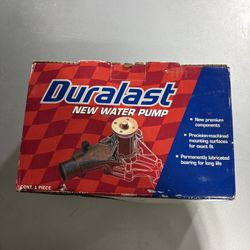 Duralast
NEW WATER PUMP
• New premium
components
• Precision-machined
mounting surfaces
for exact fit
• Permanently lubricated
bearing for long life
CONT. 1 PIECE